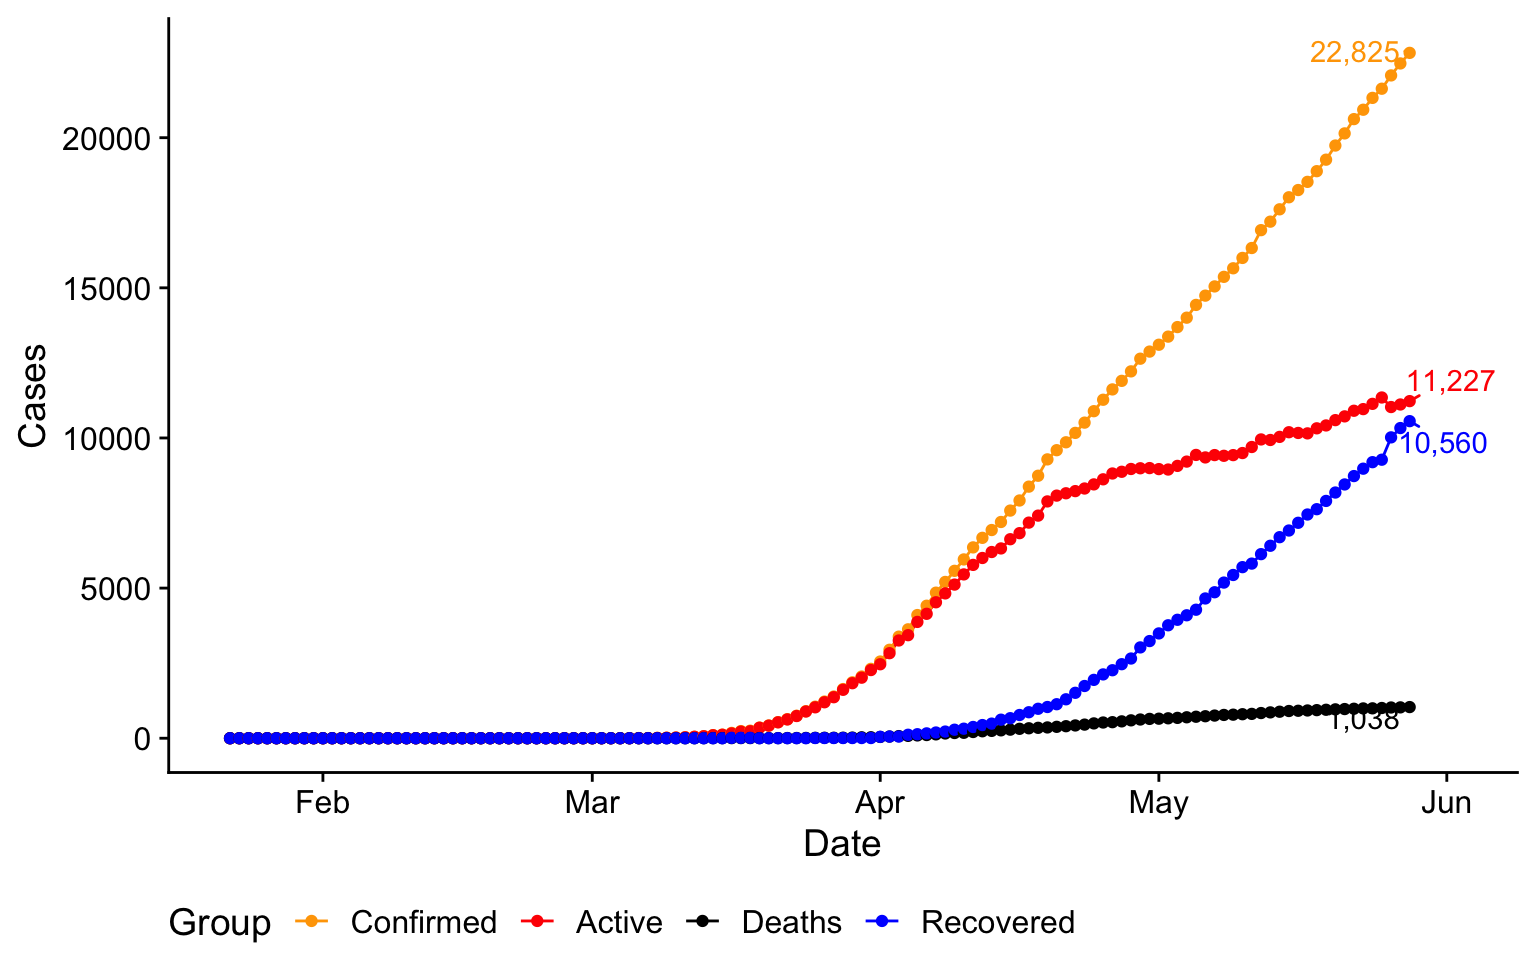 22,825
20000
15000
11,227
10000
10,560
5000
1,038
0
Cases
Feb Mar Apr May Jun
Date
Group Confirmed Active Deaths Recovered